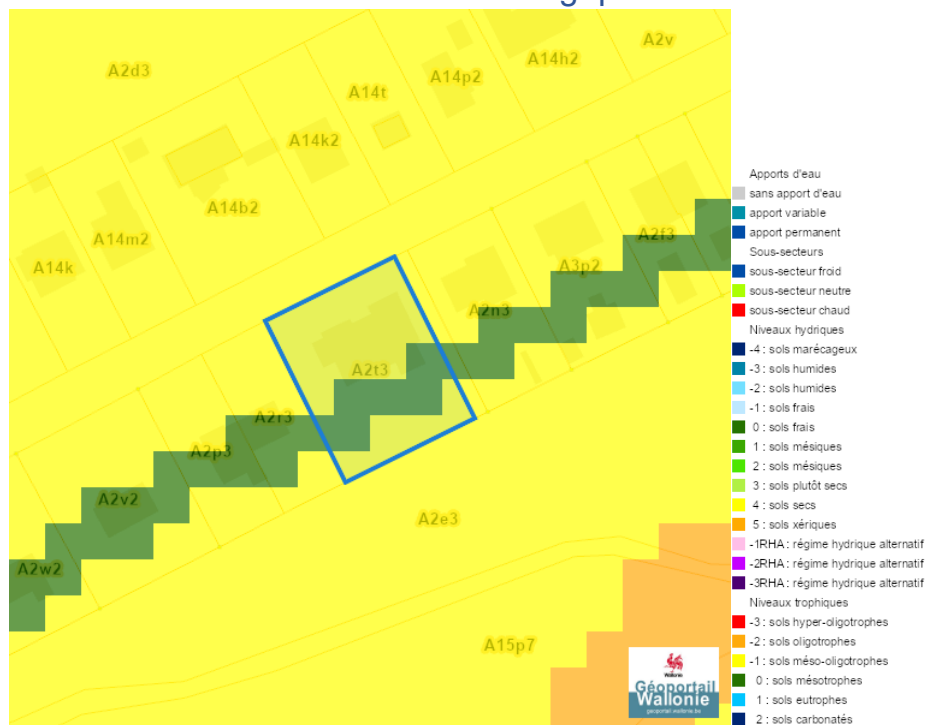 A2d3
A14h2
A2v
A14p2
A14t
A14k2
A14b2
A14m2
A14k
A2f3
A3p2
A2n3
A2t3
A2r3
A2p3
A2v2
A2w2
A2e3
A15p7
Apports d'eau
sans apport d'eau
apport variable
apport permanent
Sous-secteurs
sous-secteur froid
sous-secteur neutre
sous-secteur chaud
Niveaux hydriques
-4 : sols marécageux
-3 : sols humides
-2 : sols humides
-1 : sols frais
0 : sols frais
1 : sols mésiques
2 : sols mésiques
3 : sols plutôt secs
4 : sols secs
5 : sols xériques
-1RHA : régime hydrique alternatif
-2RHA : régime hydrique alternatif
-3RHA : régime hydrique alternatif
Niveaux trophiques
-3 : sols hyper-oligotrophes
-2 : sols oligotrophes
-1 : sols méso-oligotrophes
0 : sols mésotrophes
1 : sols eutrophes
2 : sols carbonatés
Wallonie
Géoportail
Wallonie
geoportail.wallonie.be